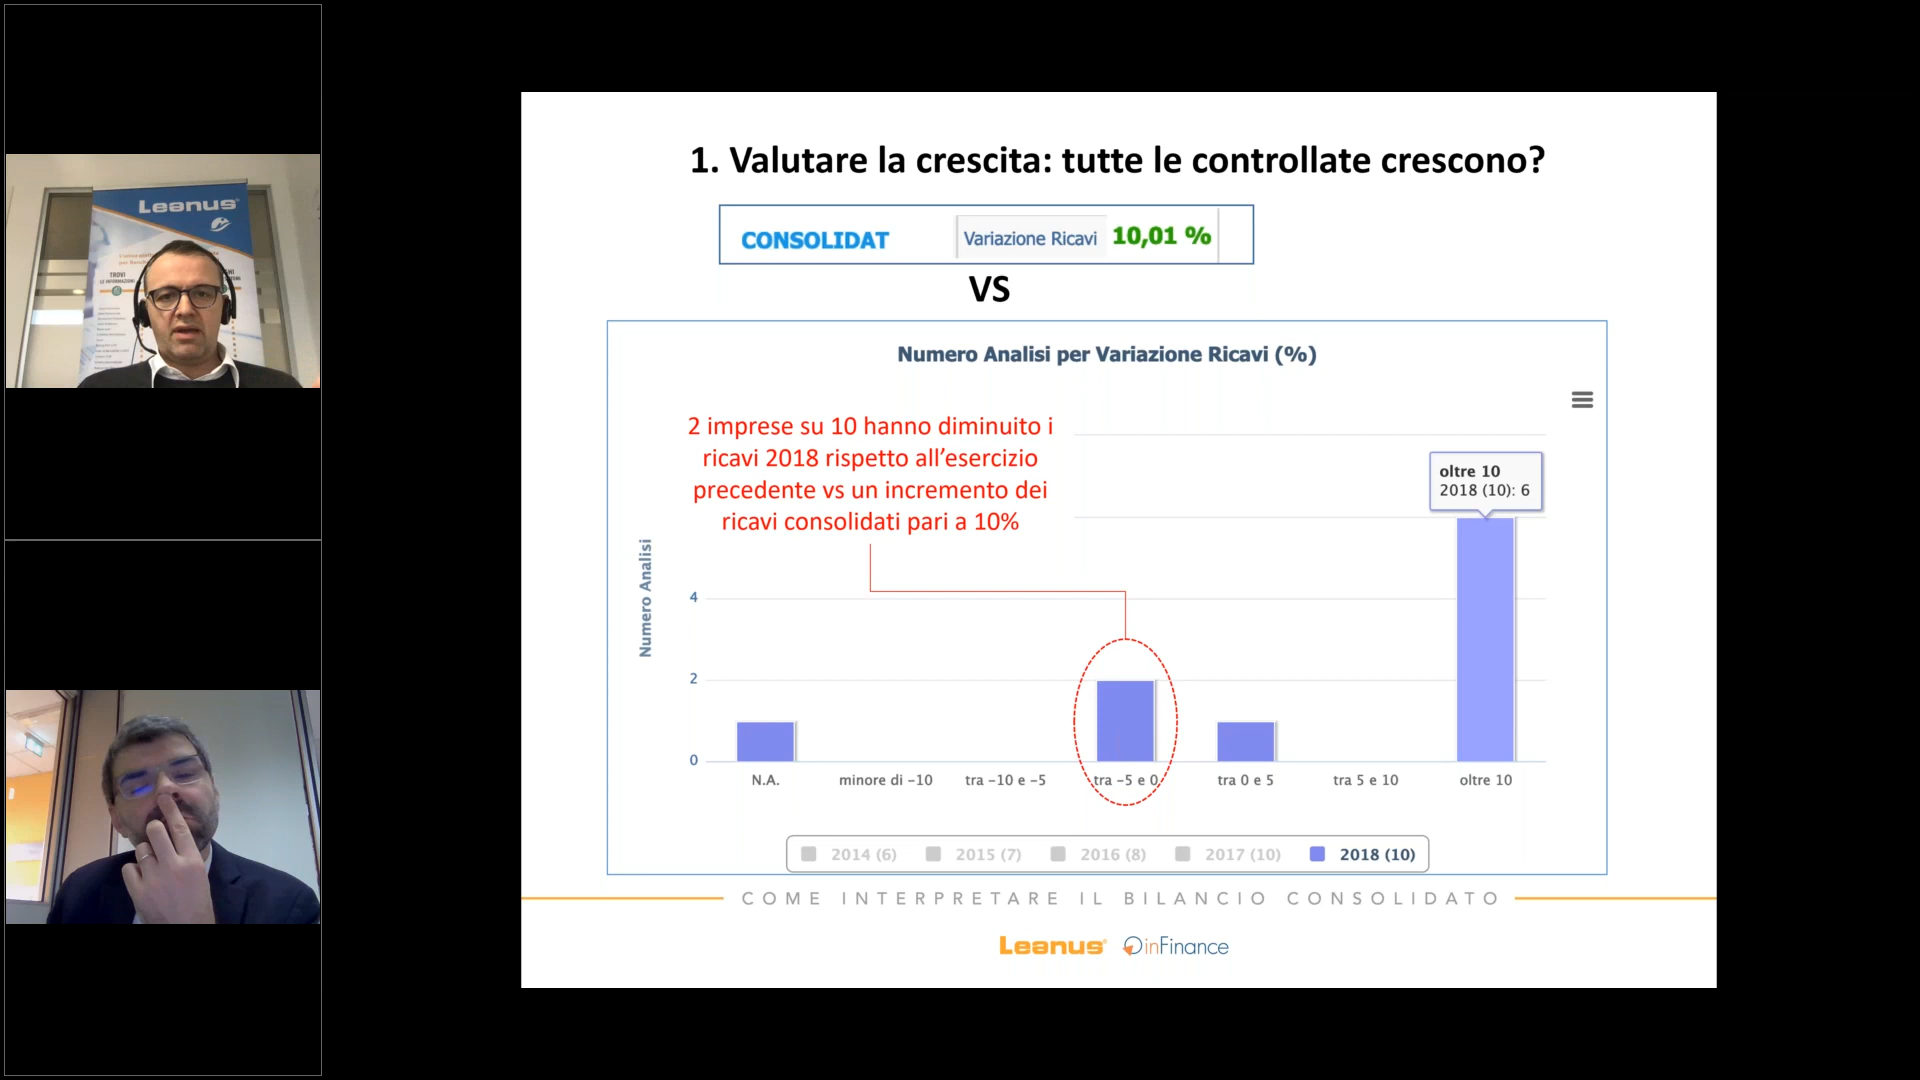 Leanus
TROVI
LE INFORMAZIONI
1. Valutare la crescita: tutte le controllate crescono?
CONSOLIDAT
Variazione Ricavi 10,01 %
VS
Numero Analisi per Variazione Ricavi (%)
2 imprese su 10 hanno diminuito i
ricavi 2018 rispetto all’esercizio
precedente vs un incremento dei
ricavi consolidati pari a 10%
oltre 10
2018 (10): 6
Numero Analisi
4
2
0
N.A.
minore di -10
tra -10 e -5
tra -5 e 0
tra 0 e 5
tra 5 e 10
oltre 10
2014 (6)
2015 (7)
2016 (8)
2017 (10)
2018 (10)
COME INTERPRETARE IL BILANCIO CONSOLIDATO
Leanus
inFinance